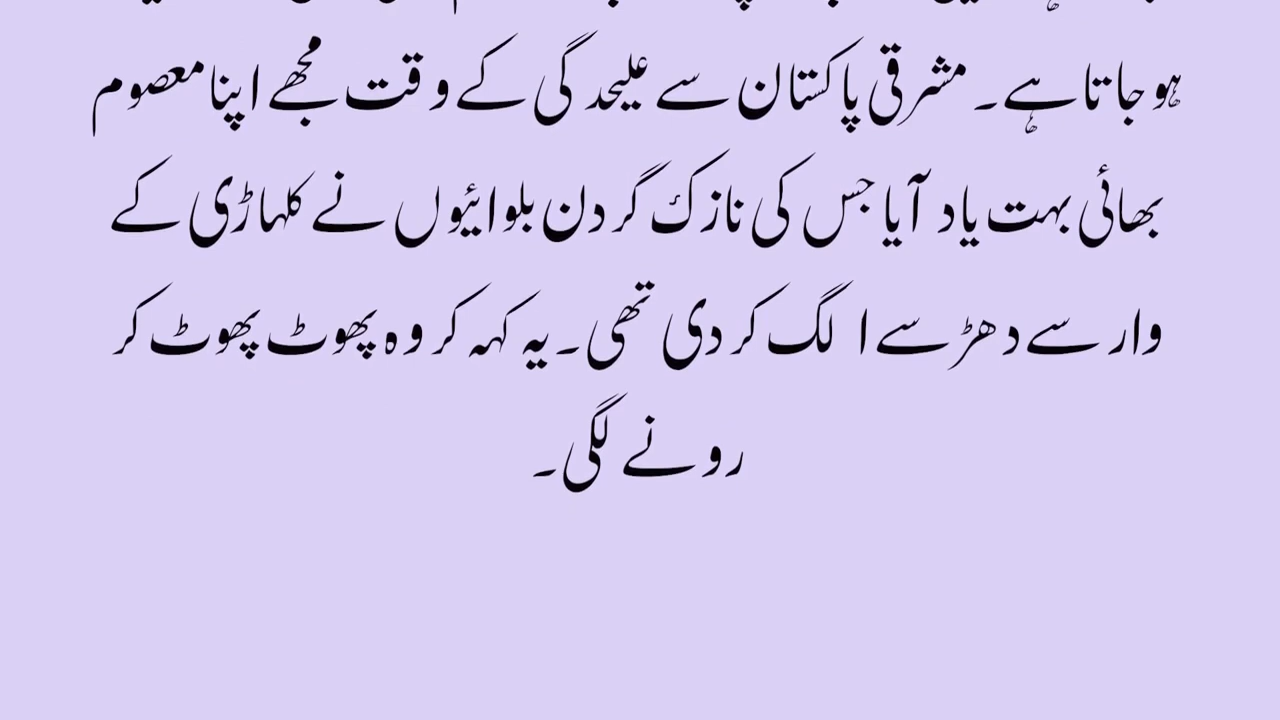 ہو جاتا ہے۔ مشرقی پاکستان سے علیحدگی کے وقت مجھے اپنا معصوم
بھائی بہت یاد آیا جس کی نازک گردن بلوائیوں نے کلہاڑی کے
وار سے دھڑ سے الگ کر دی تھی۔ یہ کہہ کر وہ پھوٹ پھوٹ کر
رونے لگی۔